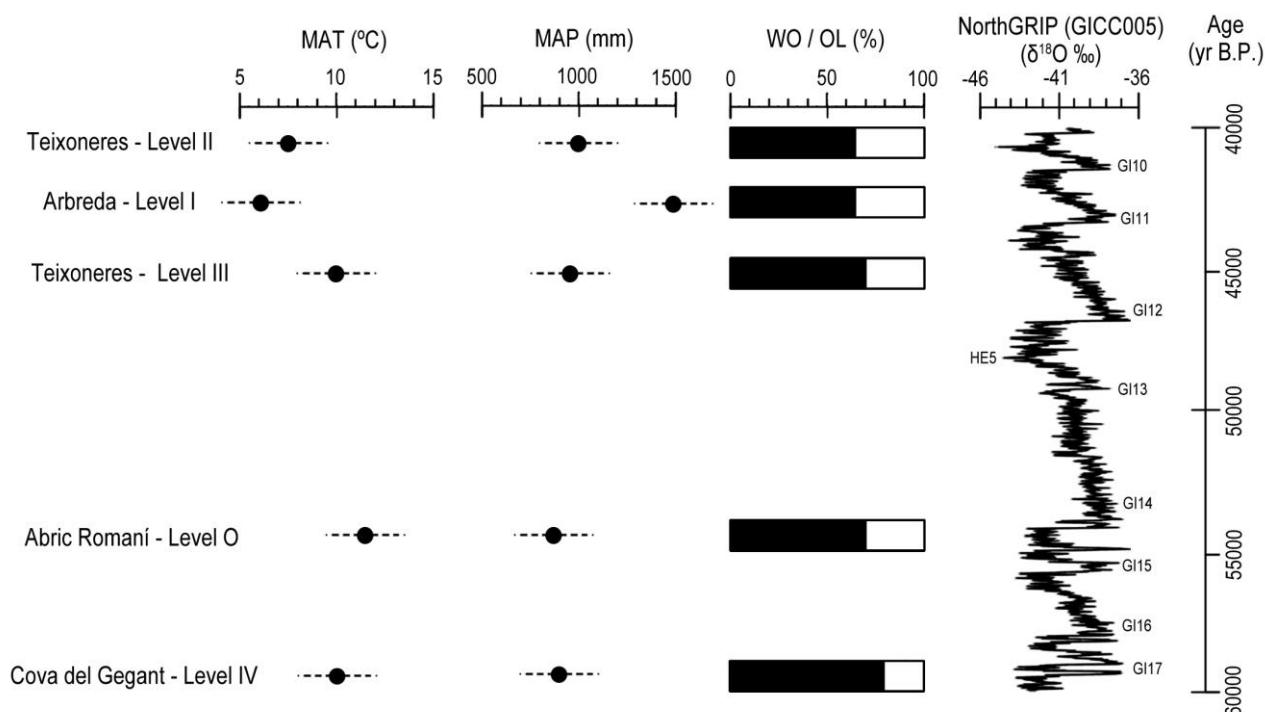 MAT (ºC)
MAP (mm)
WO / OL (%)
NorthGRIP (GICC005)
(δ¹⁸O ‰)
Age
(yr B.P.)
5 10 15
500 1000 1500
0 50 100
-46 -41 -36
Teixoneres - Level II
Arbreda - Level I
Teixoneres - Level III
Abric Romaní - Level O
Cova del Gegant - Level IV
GI10
GI11
GI12
HE5
GI13
GI14
GI15
GI16
GI17
40000
45000
50000
55000
60000